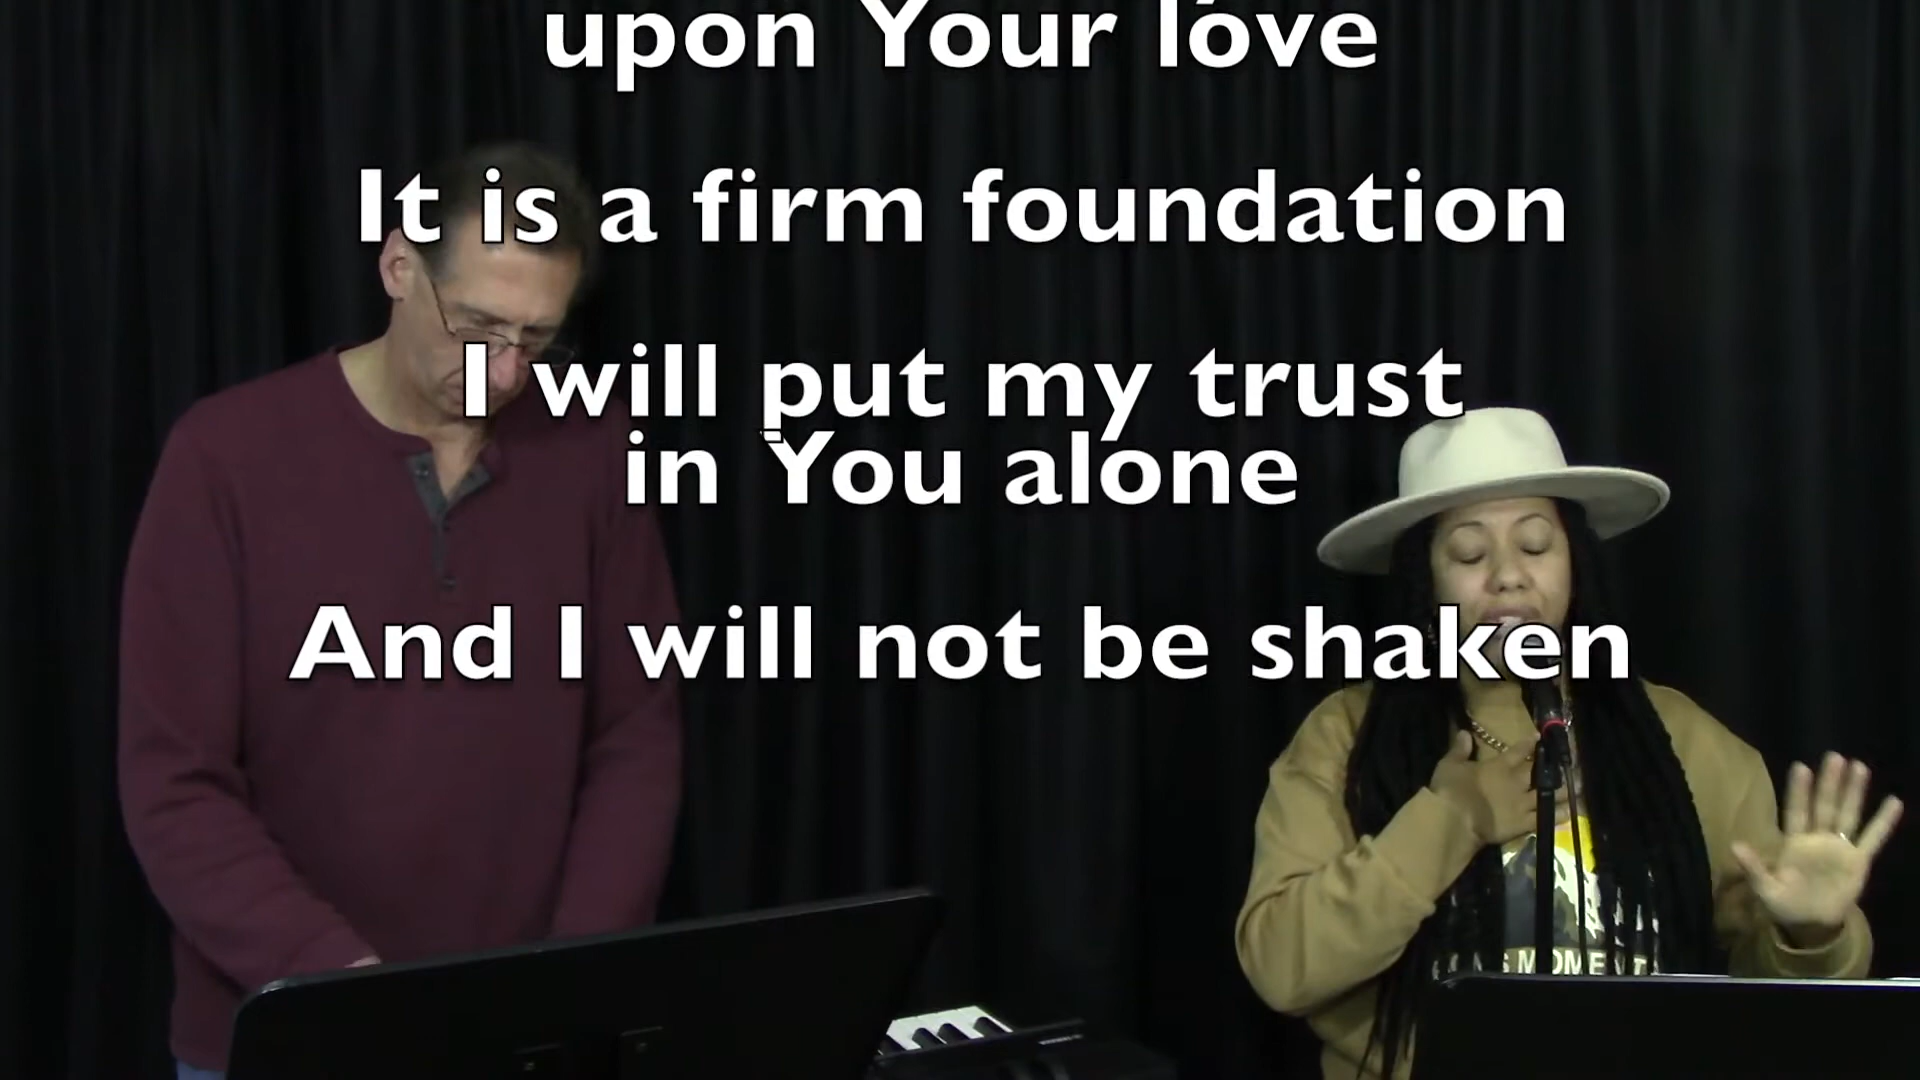 upon Your love
It is a firm foundation
I will put my trust
in You alone
And I will not be shaken